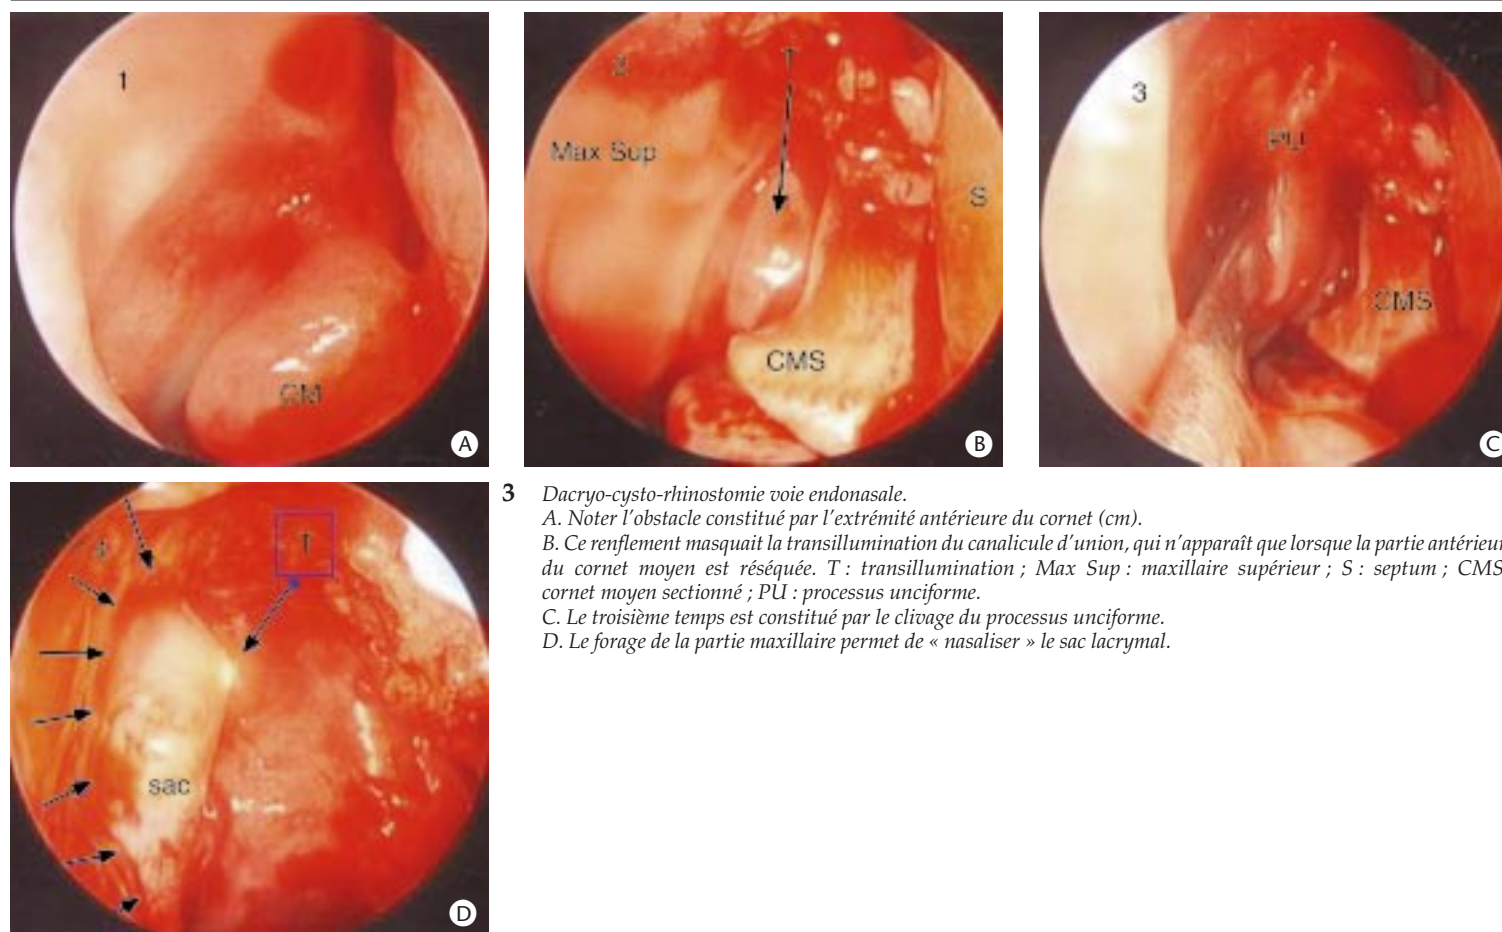 1
CM
A
2
T
Max Sup
S
CMS
B
3
PU
CMS
C
4
T
sac
D
3 Dacryo-cysto-rhinostomie voie endonasale.
A. Noter l'obstacle constitué par l'extrémité antérieure du cornet (cm).
B. Ce renflement masquait la transillumination du canalicule d'union, qui n'apparaît que lorsque la partie antérieur
du cornet moyen est réséquée. T : transillumination ; Max Sup : maxillaire supérieur ; S : septum ; CMS
cornet moyen sectionné ; PU : processus unciforme.
C. Le troisième temps est constitué par le clivage du processus unciforme.
D. Le forage de la partie maxillaire permet de « nasaliser » le sac lacrymal.